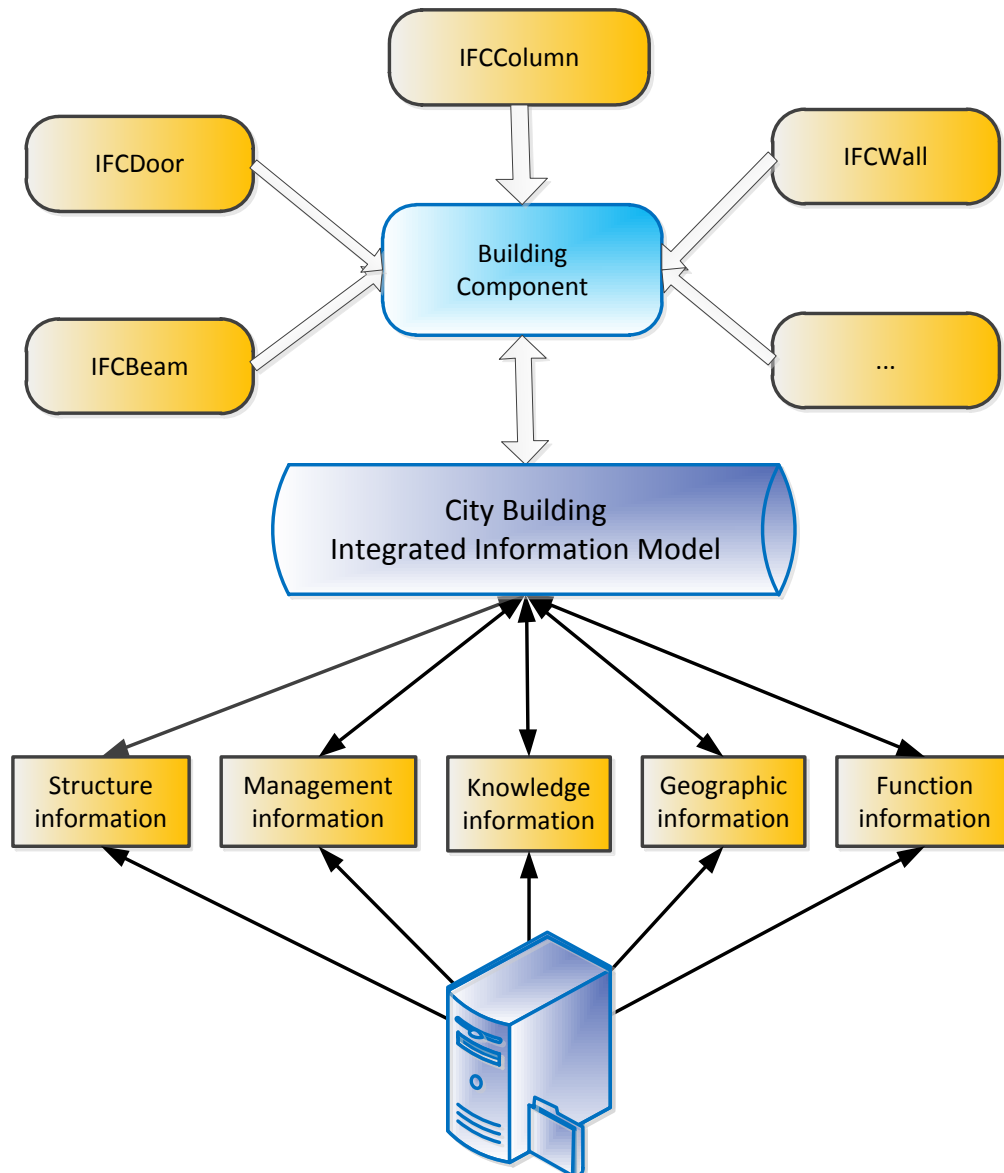 IFCColumn
IFCDoor
IFCWall
Building
Component
IFCBeam
...
City Building
Integrated Information Model
Structure
information
Management
information
Knowledge
information
Geographic
information
Function
information